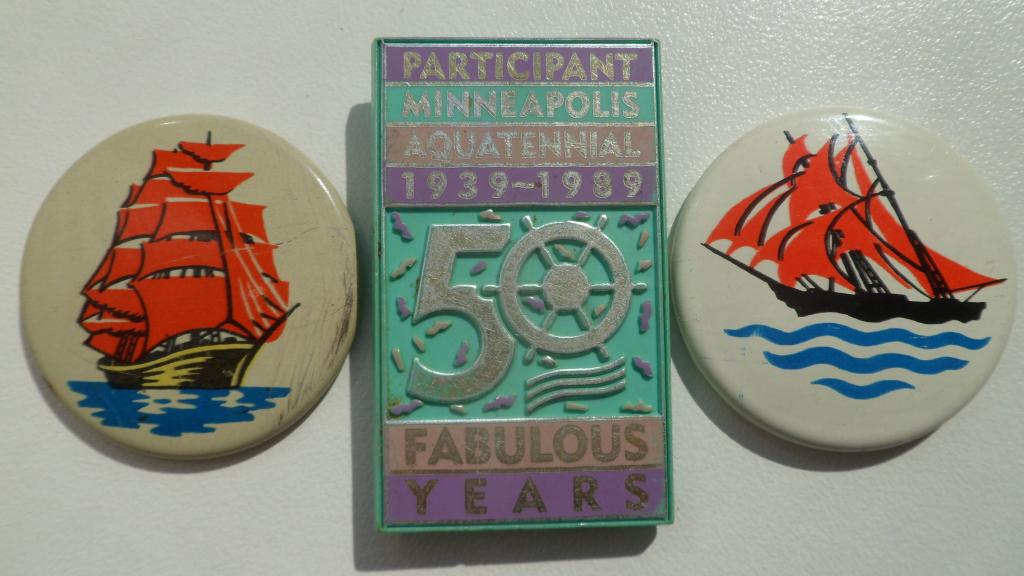 PARTICIPANT
MINNEAPOLIS
AQUATENNIAL
1939~1989
50
FABULOUS
YEARS